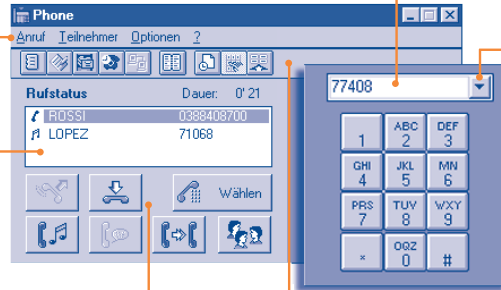 Phone
Anruf Teilnehmer Optionen ?
Rufstatus Dauer: 0' 21
ROSSI 0388408700
LOPEZ 71068
Wählen
77408
1 ABC 2 DEF 3
GHI 4 JKL 5 MN 6
PRS 7 TUV 8 WXY 9
* OQZ 0 #